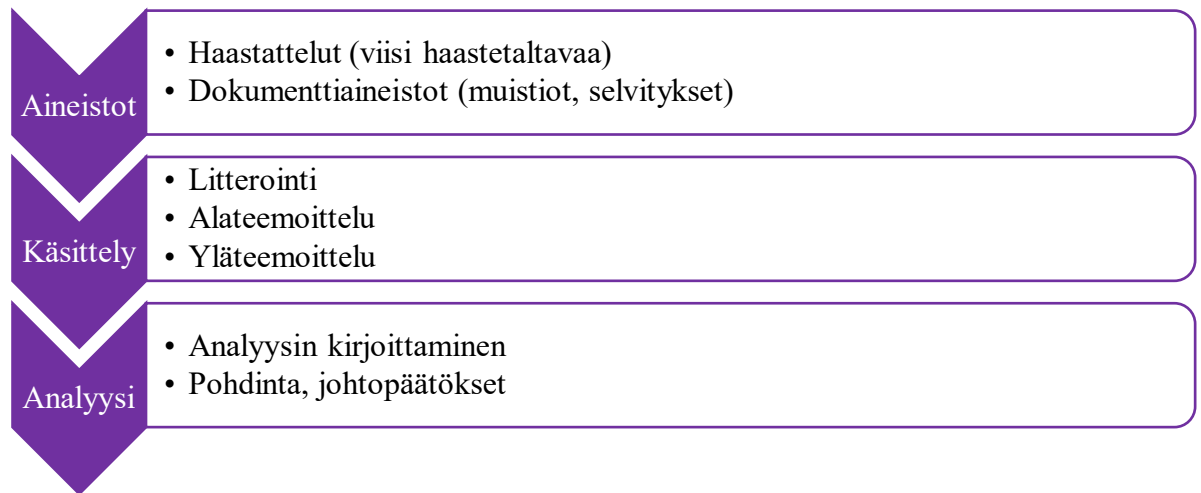 Aineistot
• Haastattelut (viisi haastetaltavaa)
• Dokumenttiaineistot (muistiot, selvitykset)
Käsittely
• Litterointi
• Alateemoittelu
• Yläteemoittelu
Analyysi
• Analyysin kirjoittaminen
• Pohdinta, johtopäätökset